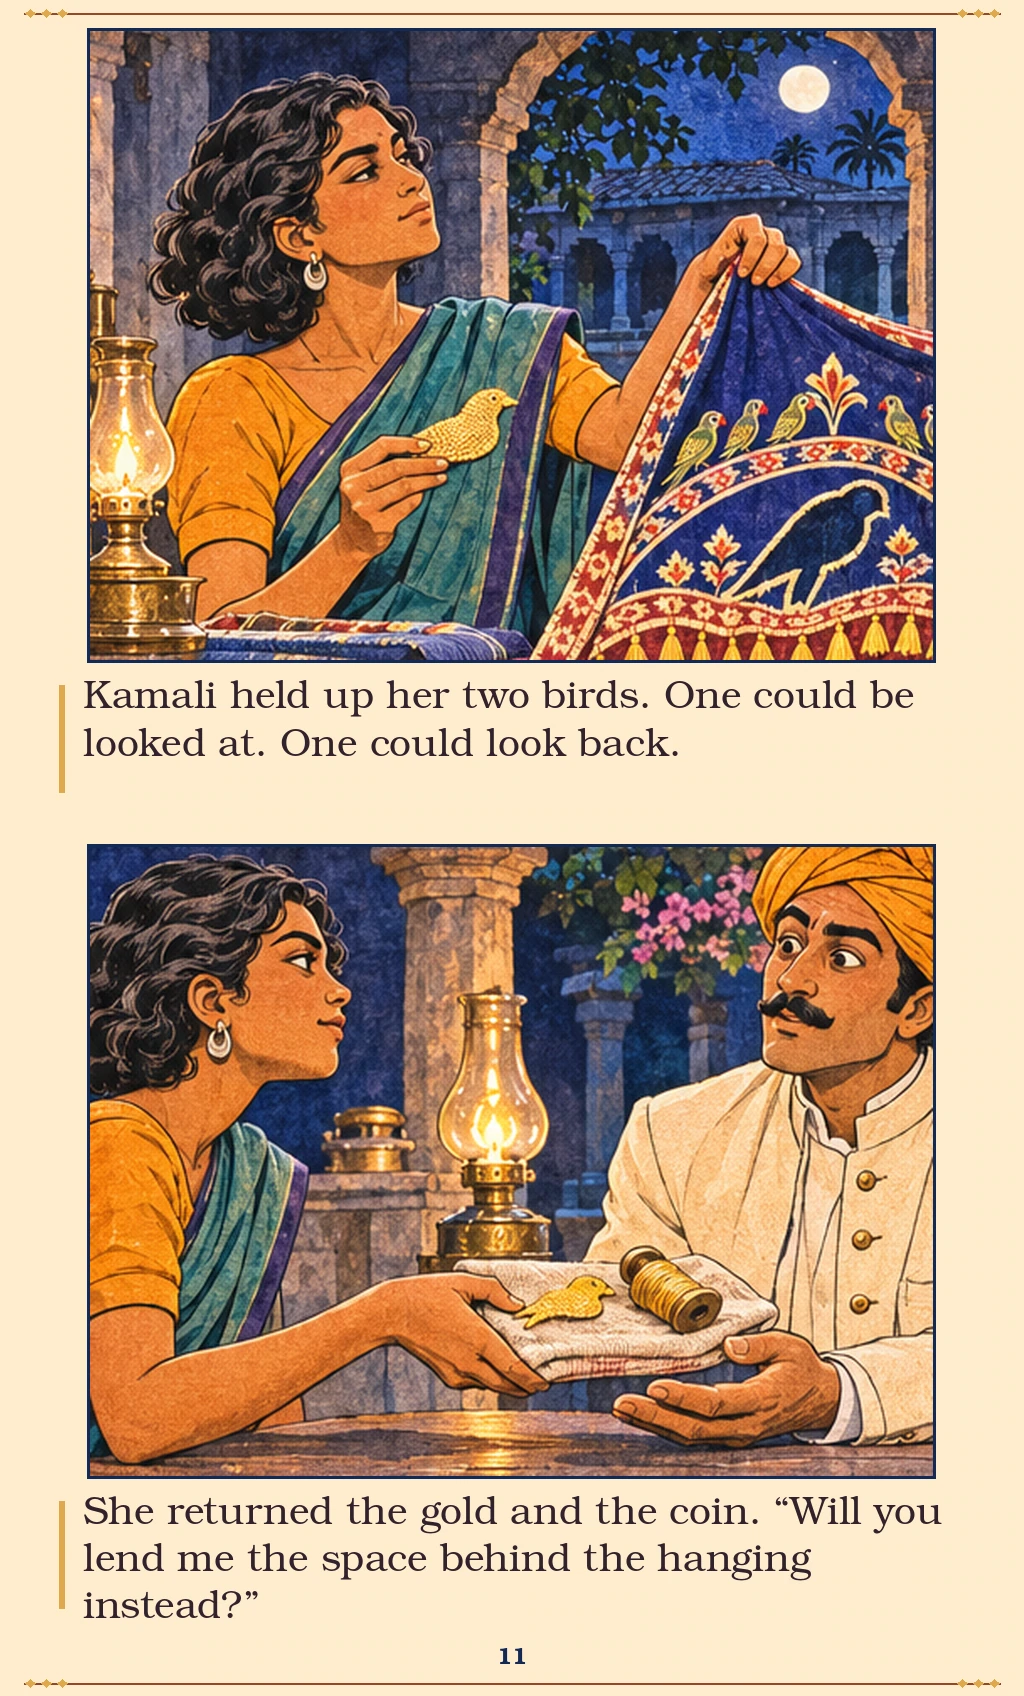 Kamali held up her two birds. One could be
looked at. One could look back.
She returned the gold and the coin. “Will you
lend me the space behind the hanging
instead?”
11